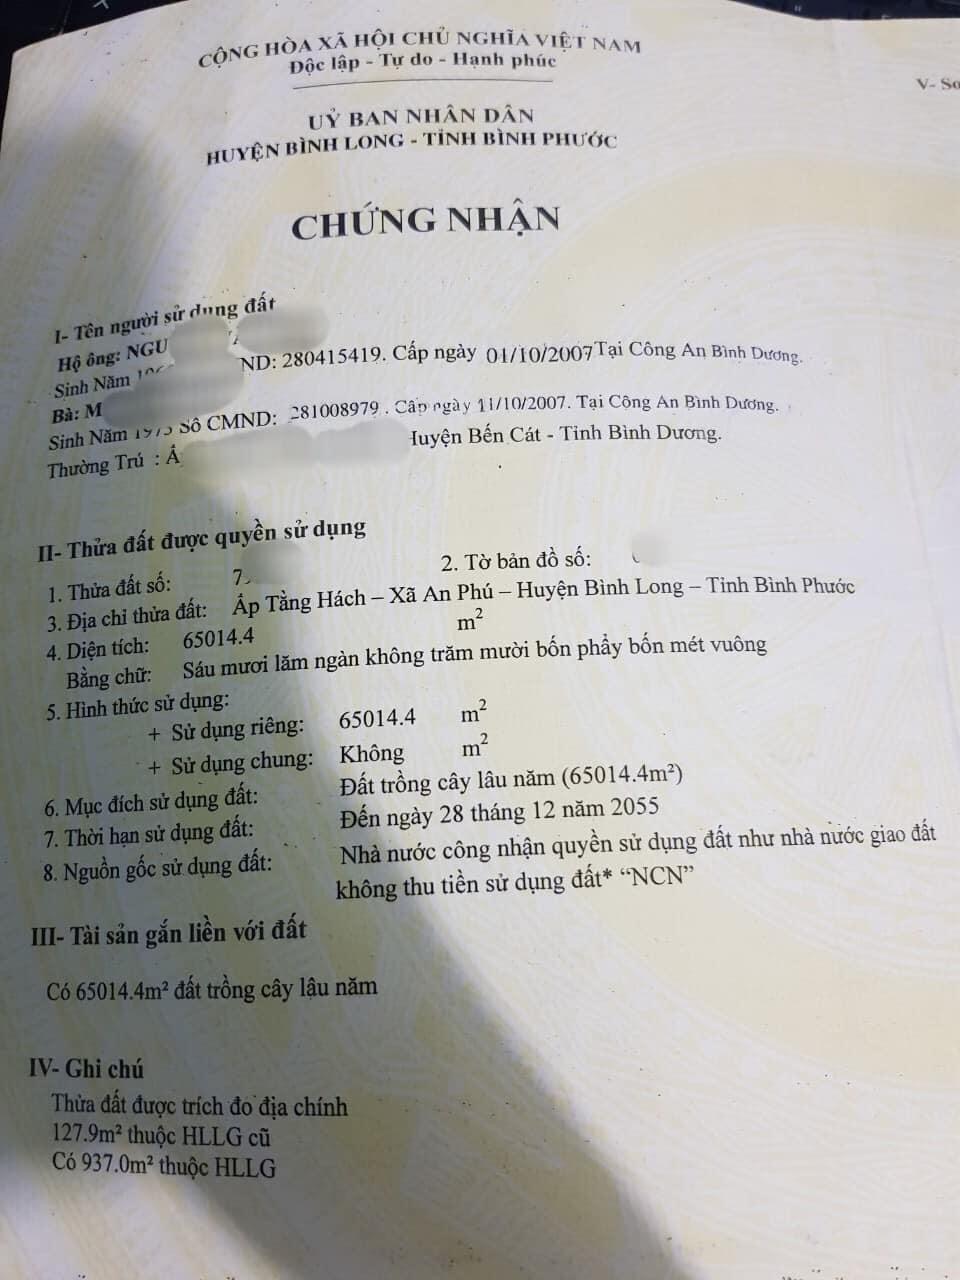 CỘNG HÒA XÃ HỘI CHỦ NGHĨA VIỆT NAM
Độc lập - Tự do - Hạnh phúc
V- Sơ
UỶ BAN NHÂN DÂN
HUYỆN BÌNH LONG - TỈNH BÌNH PHƯỚC
CHỨNG NHẬN
I- Tên người sử dụng đất
Hộ ông: NGU
Sinh Năm ND: 280415419. Cấp ngày 01/10/2007 Tại Công An Bình Dương.
Bà: M
Sinh Năm 1975 Số CMND: 281008979. Cấp ngày 11/10/2007. Tại Công An Bình Dương.
Thường Trú : Ấ Huyện Bến Cát - Tỉnh Bình Dương.
II- Thửa đất được quyền sử dụng
1. Thửa đất số: 7 2. Tờ bản đồ số:
3. Địa chỉ thửa đất: Ấp Tằng Hách – Xã An Phú – Huyện Bình Long – Tỉnh Bình Phước
4. Diện tích: 65014.4 m²
Bằng chữ: Sáu mươi lăm ngàn không trăm mười bốn phẩy bốn mét vuông
5. Hình thức sử dụng:
+ Sử dụng riêng: 65014.4 m²
+ Sử dụng chung: Không m²
6. Mục đích sử dụng đất: Đất trồng cây lâu năm (65014.4m²)
7. Thời hạn sử dụng đất: Đến ngày 28 tháng 12 năm 2055
8. Nguồn gốc sử dụng đất: Nhà nước công nhận quyền sử dụng đất như nhà nước giao đất
không thu tiền sử dụng đất* “NCN”
III- Tài sản gắn liền với đất
Có 65014.4m² đất trồng cây lậu năm
IV- Ghi chú
Thửa đất được trích đo địa chính
127.9m² thuộc HLLG cũ
Có 937.0m² thuộc HLLG